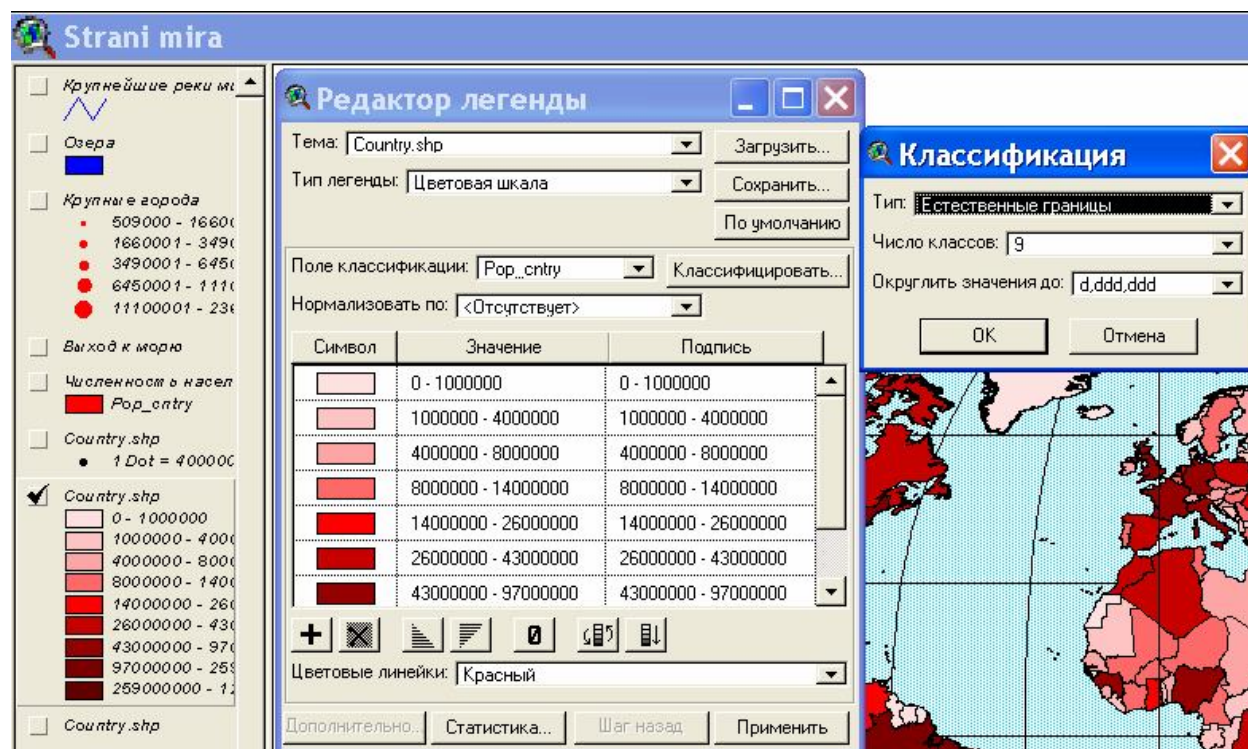 Strani mira
Крупнейшие реки ми
Озера
Крупные города
509000 - 1660
1660001 - 349
3490001 - 645
6450001 - 111
11100001 - 23
Выход к морю
Численность насел
Pop_cntry
Country.shp
1 Dot = 40000
Country.shp
0 - 1000000
1000000 - 400
4000000 - 800
8000000 - 140
14000000 - 26
26000000 - 43
43000000 - 97
97000000 - 25
259000000 - 1
Country.shp
Редактор легенды
Тема: Country.shp
Загрузить...
Тип легенды: Цветовая шкала
Сохранить...
По умолчанию
Поле классификации: Pop_cntry
Классифицировать...
Нормализовать по: <Отсутствует>
Символ Значение Подпись
0 - 1000000 0 - 1000000
1000000 - 4000000 1000000 - 4000000
4000000 - 8000000 4000000 - 8000000
8000000 - 14000000 8000000 - 14000000
14000000 - 26000000 14000000 - 26000000
26000000 - 43000000 26000000 - 43000000
43000000 - 97000000 43000000 - 97000000
0
Цветовые линейки: Красный
Дополнительно... Статистика... Шаг назад Применить
Классификация
Тип: Естественные границы
Число классов: 9
Округлить значения до: d,ddd,ddd
OK Отмена